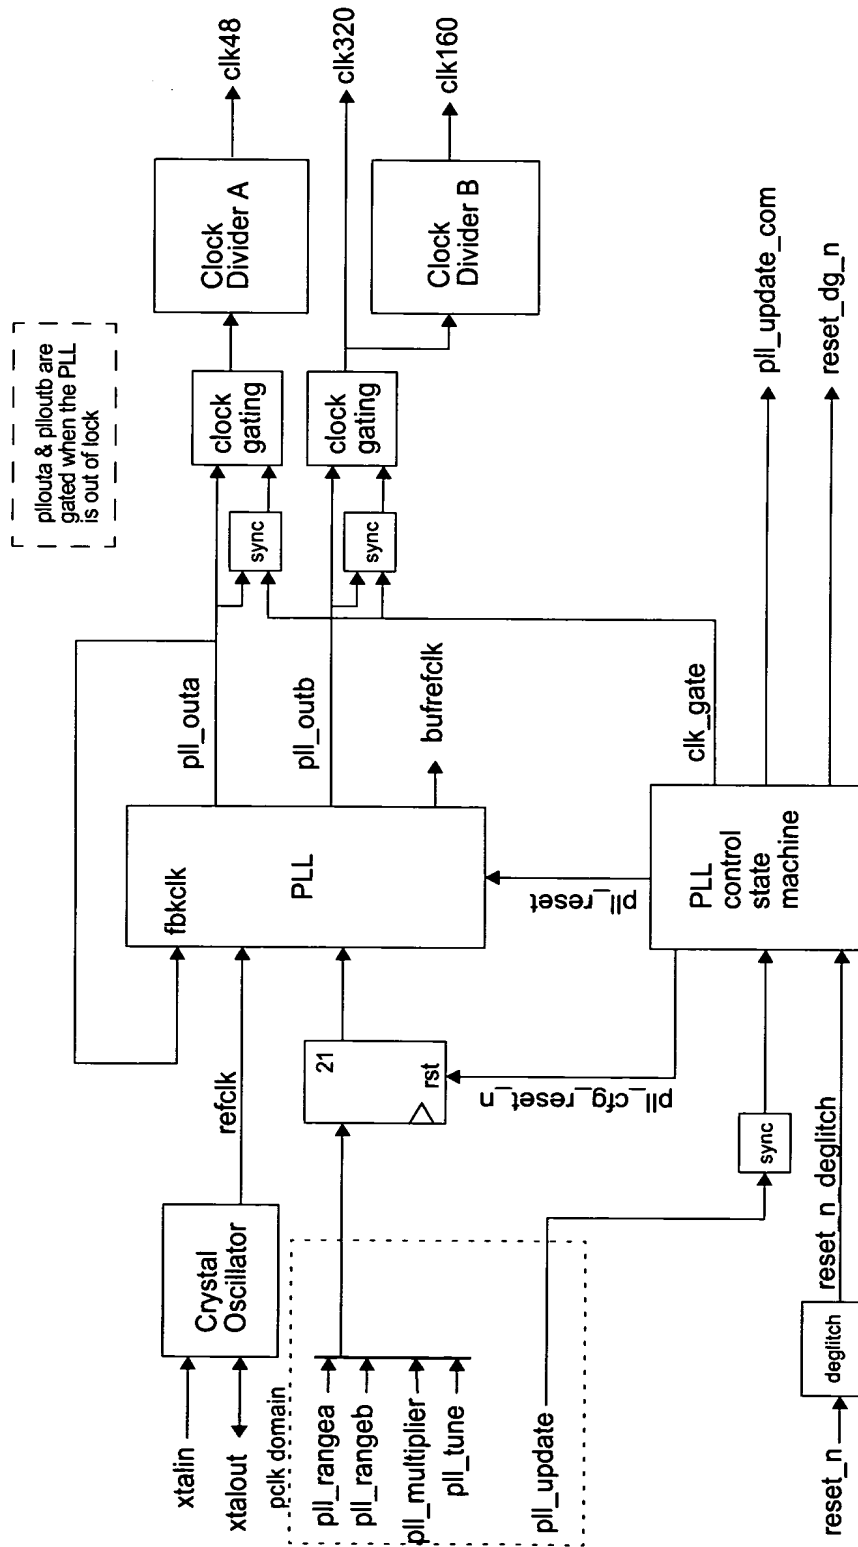 pllouta & plloutb are
gated when the PLL
is out of lock
xtalin
xtalout
Crystal
Oscillator
refclk
fbkclk
PLL
pll_outa
pll_outb
bufrefclk
sync
sync
clock
gating
clock
gating
Clock
Divider A
Clock
Divider B
clk48
clk320
clk160
pclk domain
pll_rangea
pll_rangeb
pll_multiplier
pll_tune
pll_update
21
rst
pll_cfg_reset_n
pll_reset
sync
reset_n
deglitch
reset_n_deglitch
PLL
control
state
machine
clk_gate
pll_update_com
reset_dg_n